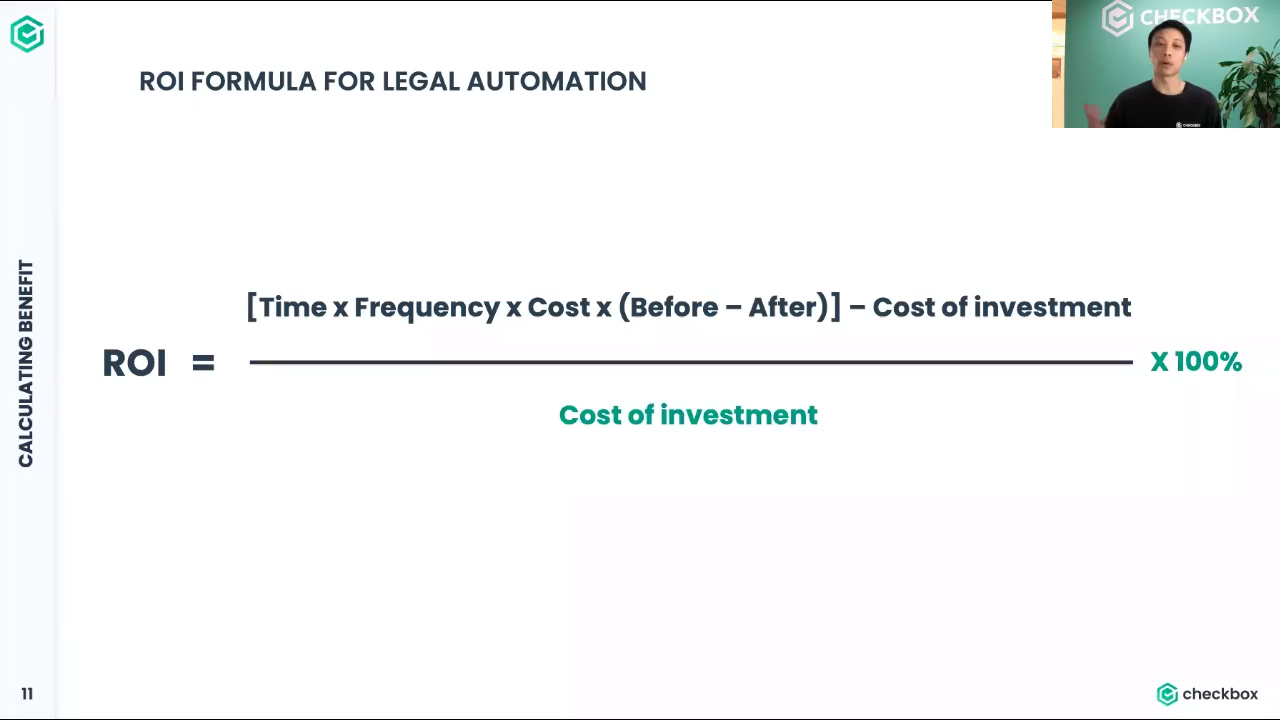 CHECKBOX
ROI FORMULA FOR LEGAL AUTOMATION
CALCULATING BENEFIT
[Time x Frequency x Cost x (Before – After)] – Cost of investment
ROI = X 100%
Cost of investment
11
checkbox